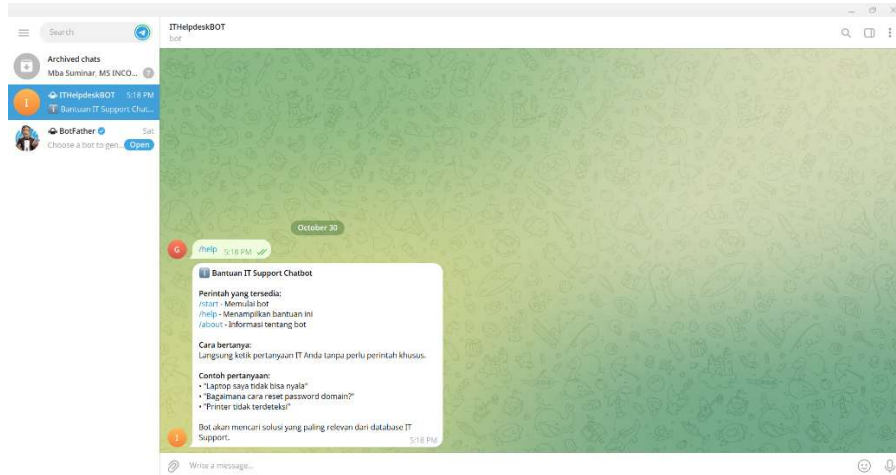 Search
Archived chats
Mba Suminar, MS INCO... 7
ITHelpdeskBOT 5:18 PM
Bantuan IT Support Chat...
BotFather Sat
Choose a bot to gen... Open
ITHelpdeskBOT
bot
October 30
G
/help 5:18 PM
Bantuan IT Support Chatbot
Perintah yang tersedia:
/start - Memulai bot
/help - Menampilkan bantuan ini
/about - Informasi tentang bot
Cara bertanya:
Langsung ketik pertanyaan IT Anda tanpa perlu perintah khusus.
Contoh pertanyaan:
• "Laptop saya tidak bisa nyala"
• "Bagaimana cara reset password domain?"
• "Printer tidak terdeteksi"
Bot akan mencari solusi yang paling relevan dari database IT
Support.
5:18 PM
I
I
Write a message...